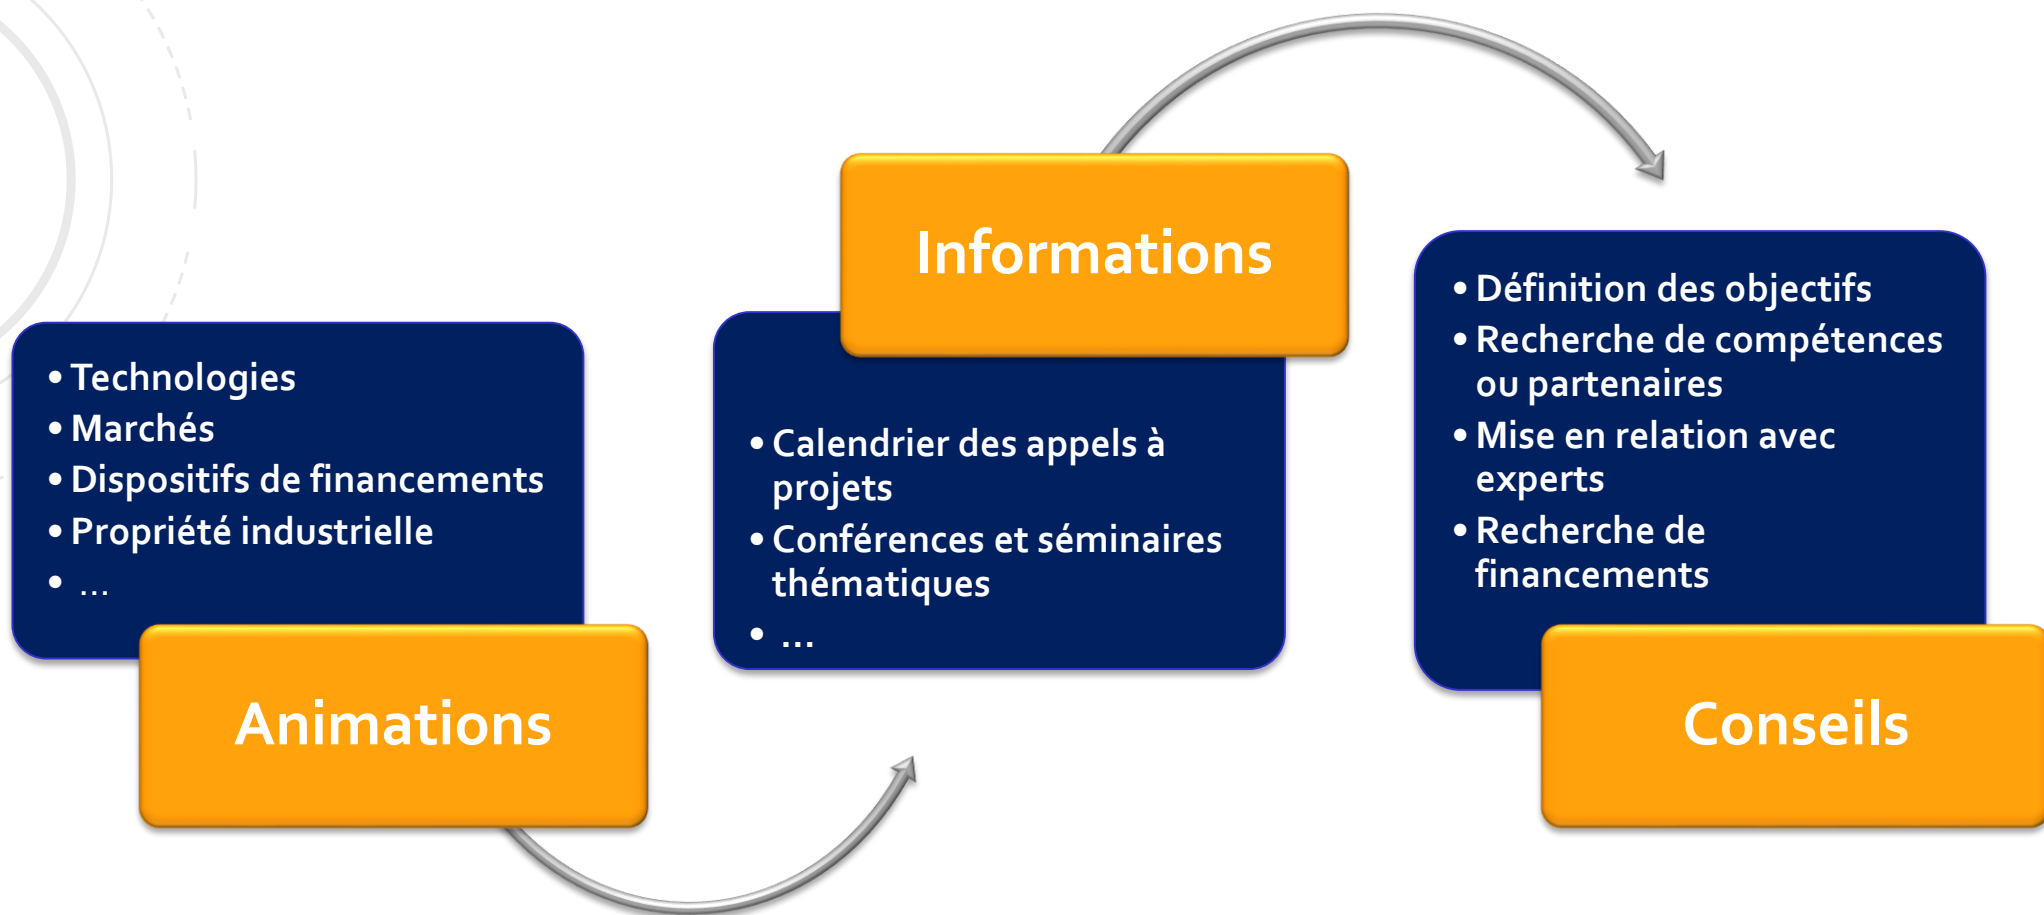 • Technologies
• Marchés
• Dispositifs de financements
• Propriété industrielle
• ...
Animations
Informations
• Calendrier des appels à
projets
• Conférences et séminaires
thématiques
• ...
• Définition des objectifs
• Recherche de compétences
ou partenaires
• Mise en relation avec
experts
• Recherche de
financements
Conseils